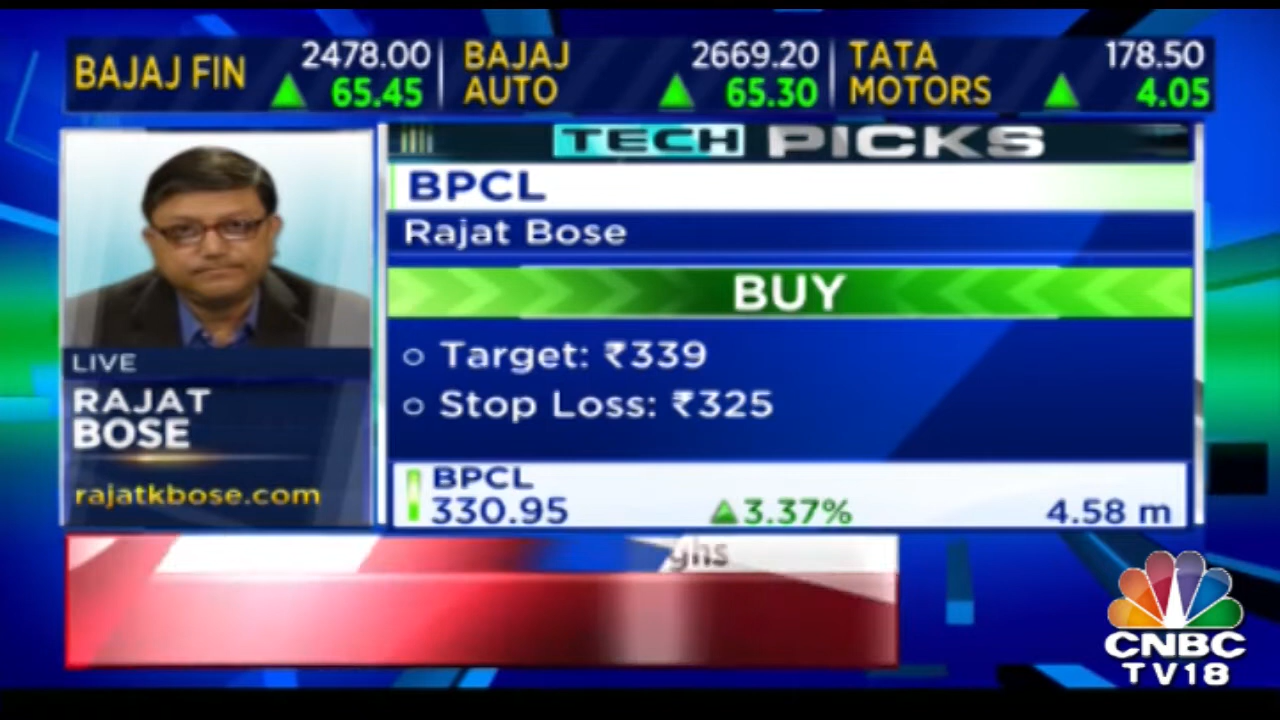 BAJAJ FIN 2478.00 ▲ 65.45
BAJAJ AUTO 2669.20 ▲ 65.30
TATA MOTORS 178.50 ▲ 4.05
TECH PICKS
BPCL
Rajat Bose
BUY
Target: ₹339
Stop Loss: ₹325
BPCL
330.95 ▲3.37% 4.58 m
LIVE
RAJAT
BOSE
rajatkbose.com
CNBC
TV18